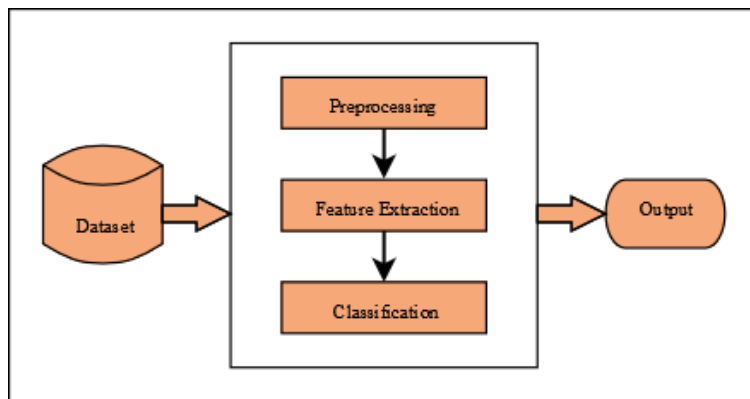 Dataset
Preprocessing
Feature Extraction
Classification
Output